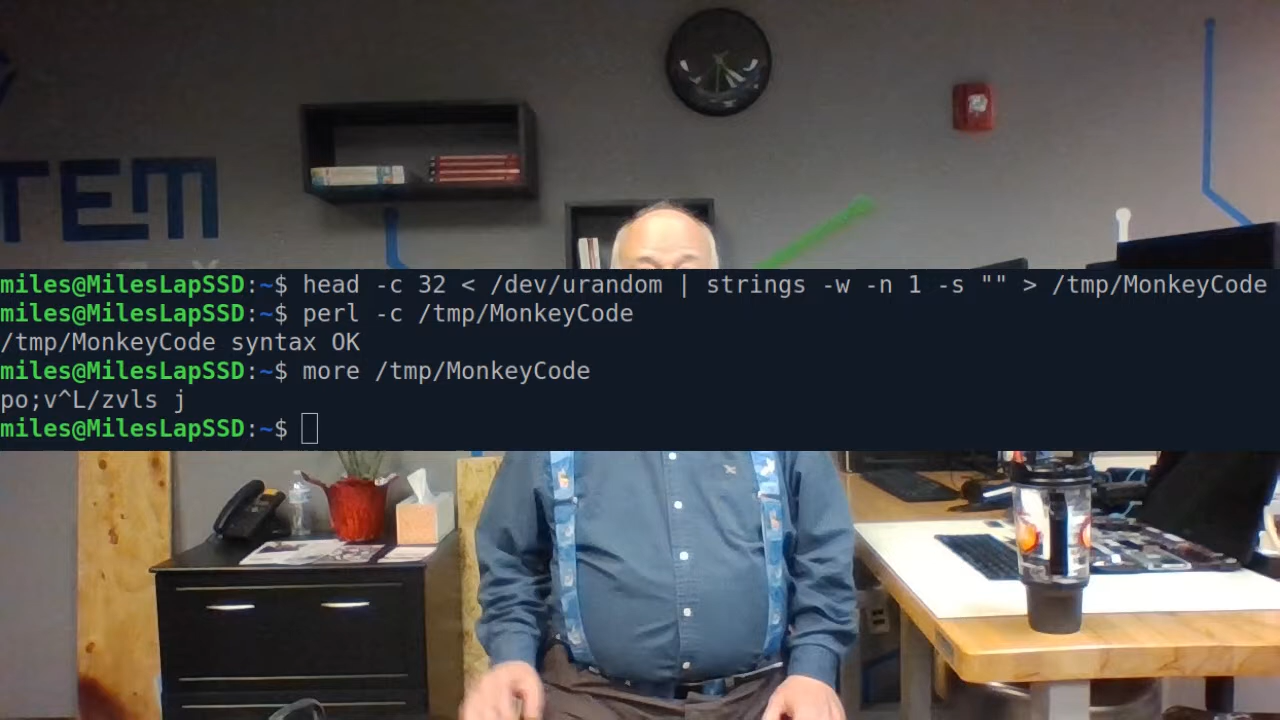 TEM
miles@MilesLapSSD:~$ head -c 32 < /dev/urandom | strings -w -n 1 -s "" > /tmp/MonkeyCode
miles@MilesLapSSD:~$ perl -c /tmp/MonkeyCode
/tmp/MonkeyCode syntax OK
miles@MilesLapSSD:~$ more /tmp/MonkeyCode
po;v^L/zvls j
miles@MilesLapSSD:~$